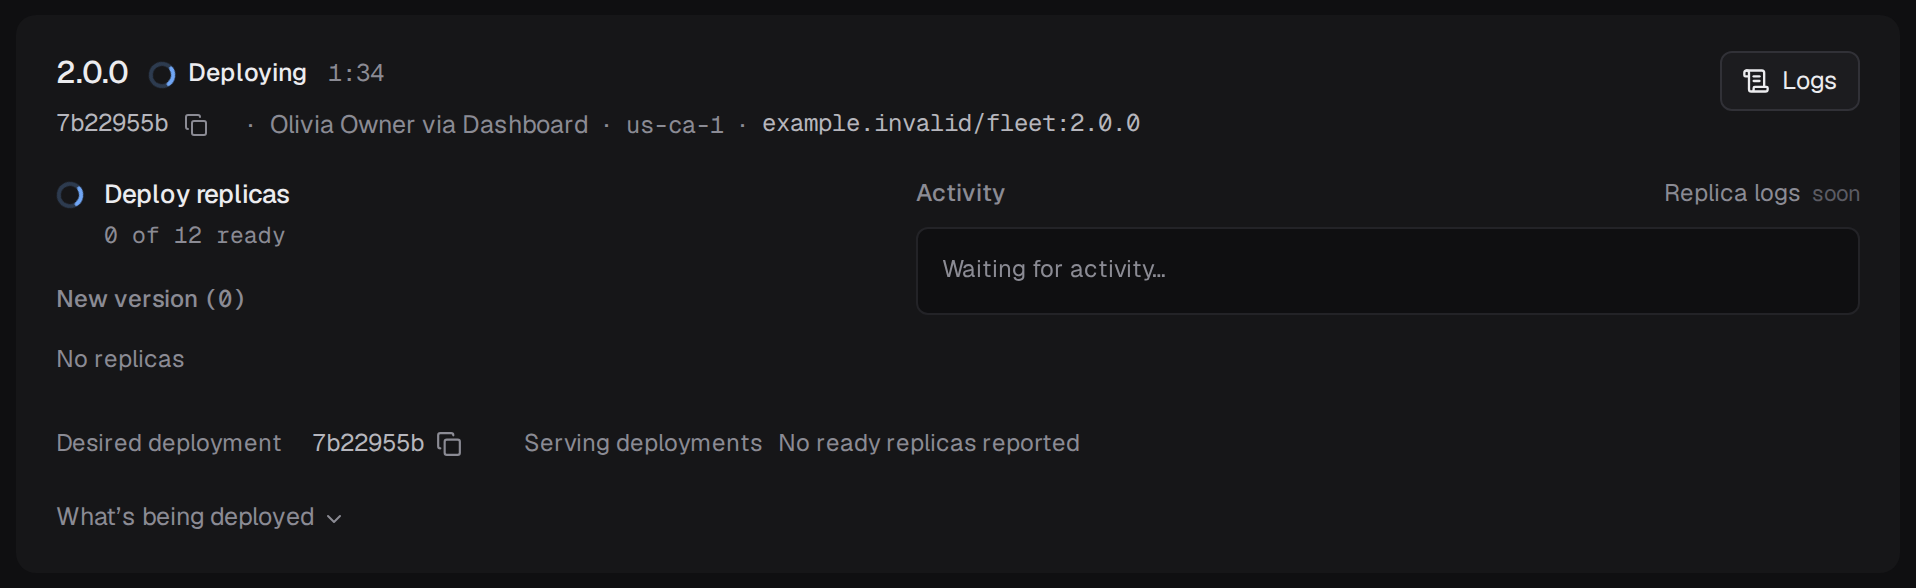 2.0.0 Deploying 1:34
Logs
7b22955b · Olivia Owner via Dashboard · us-ca-1 · example.invalid/fleet:2.0.0
Deploy replicas
0 of 12 ready
New version (0)
No replicas
Activity
Replica logs soon
Waiting for activity…
Desired deployment 7b22955b Serving deployments No ready replicas reported
What’s being deployed